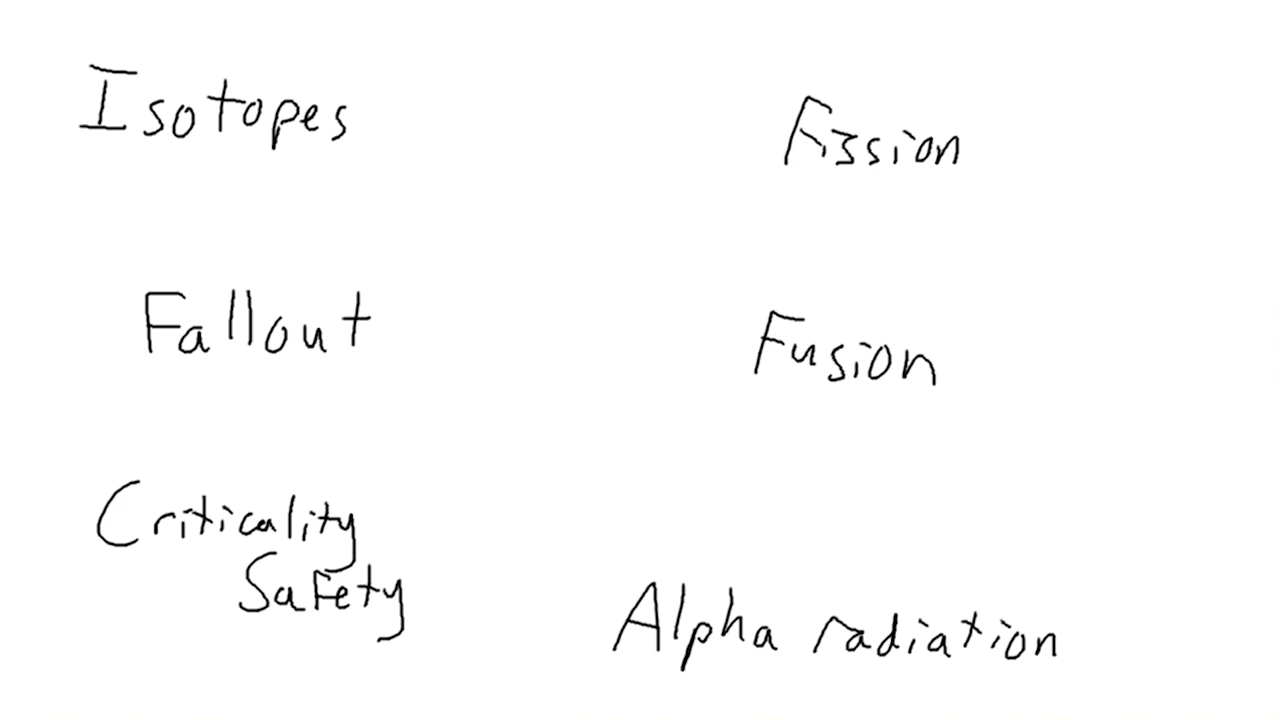 Isotopes
Fission
Fallout
Fusion
Criticality
Safety
Alpha radiation